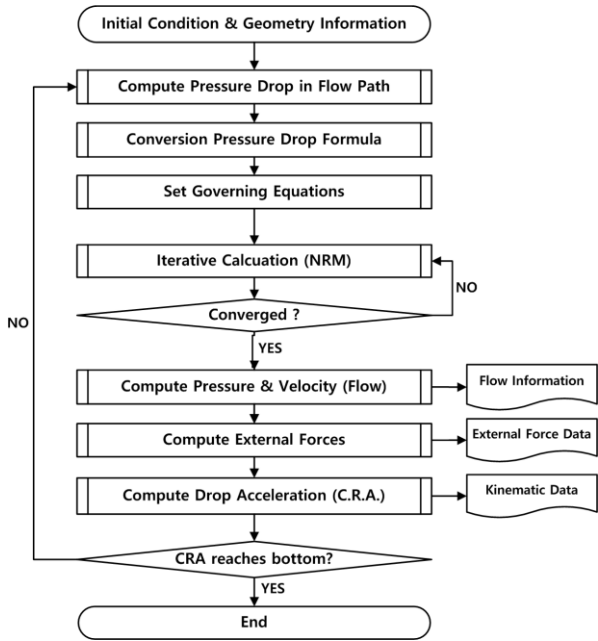 Initial Condition & Geometry Information
Compute Pressure Drop in Flow Path
Conversion Pressure Drop Formula
Set Governing Equations
Iterative Calcuation (NRM)
NO
Converged ?
NO
YES
Compute Pressure & Velocity (Flow)
Flow Information
Compute External Forces
External Force Data
Compute Drop Acceleration (C.R.A.)
Kinematic Data
CRA reaches bottom?
YES
End